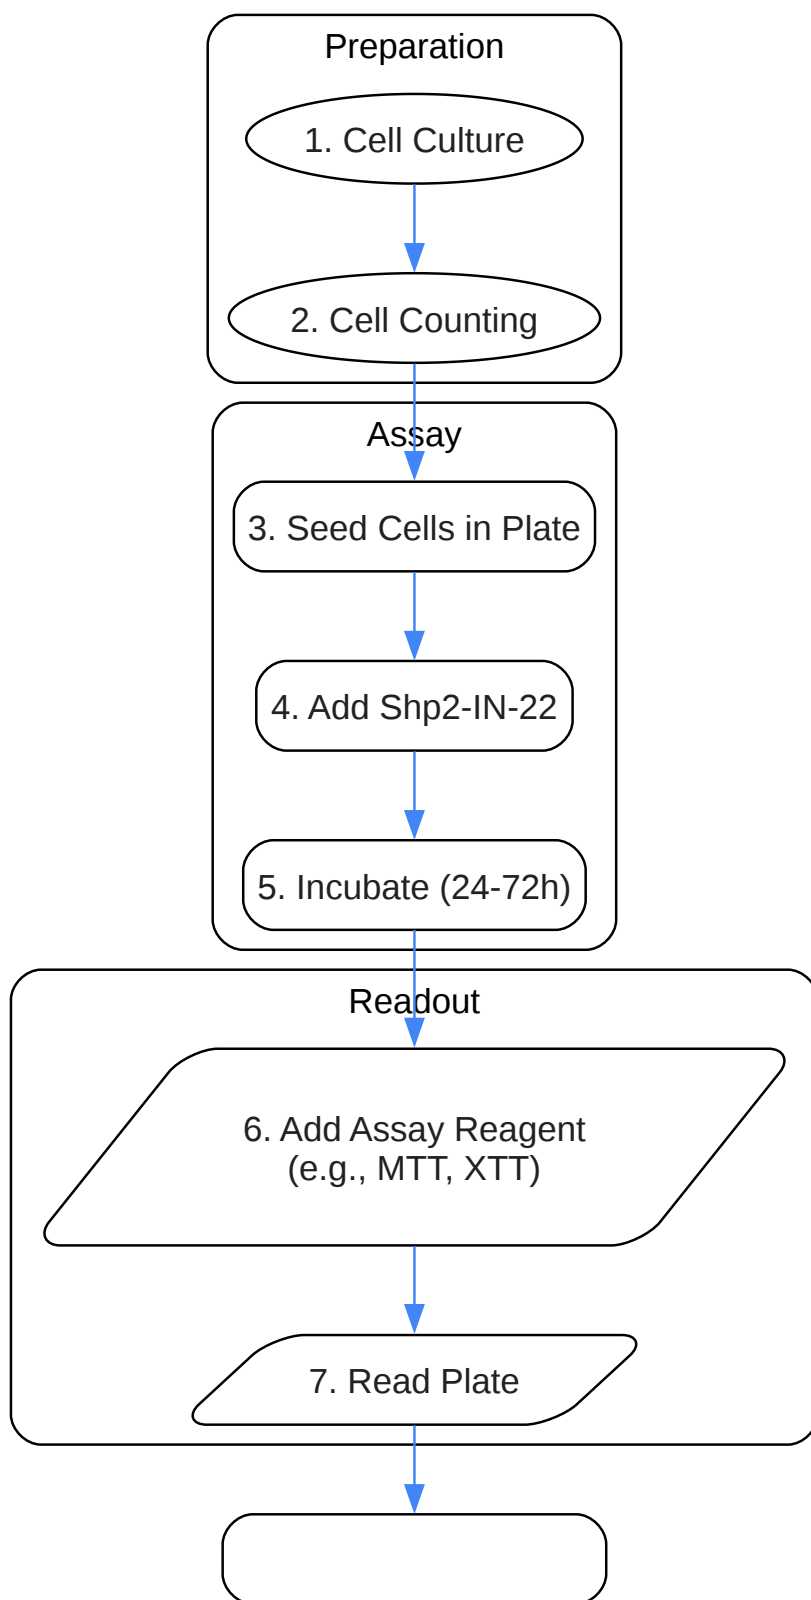 Preparation
1. Cell Culture
2. Cell Counting
Assay
3. Seed Cells in Plate
4. Add Shp2-IN-22
5. Incubate (24-72h)
Readout
6. Add Assay Reagent
(e.g., MTT, XTT)
7. Read Plate